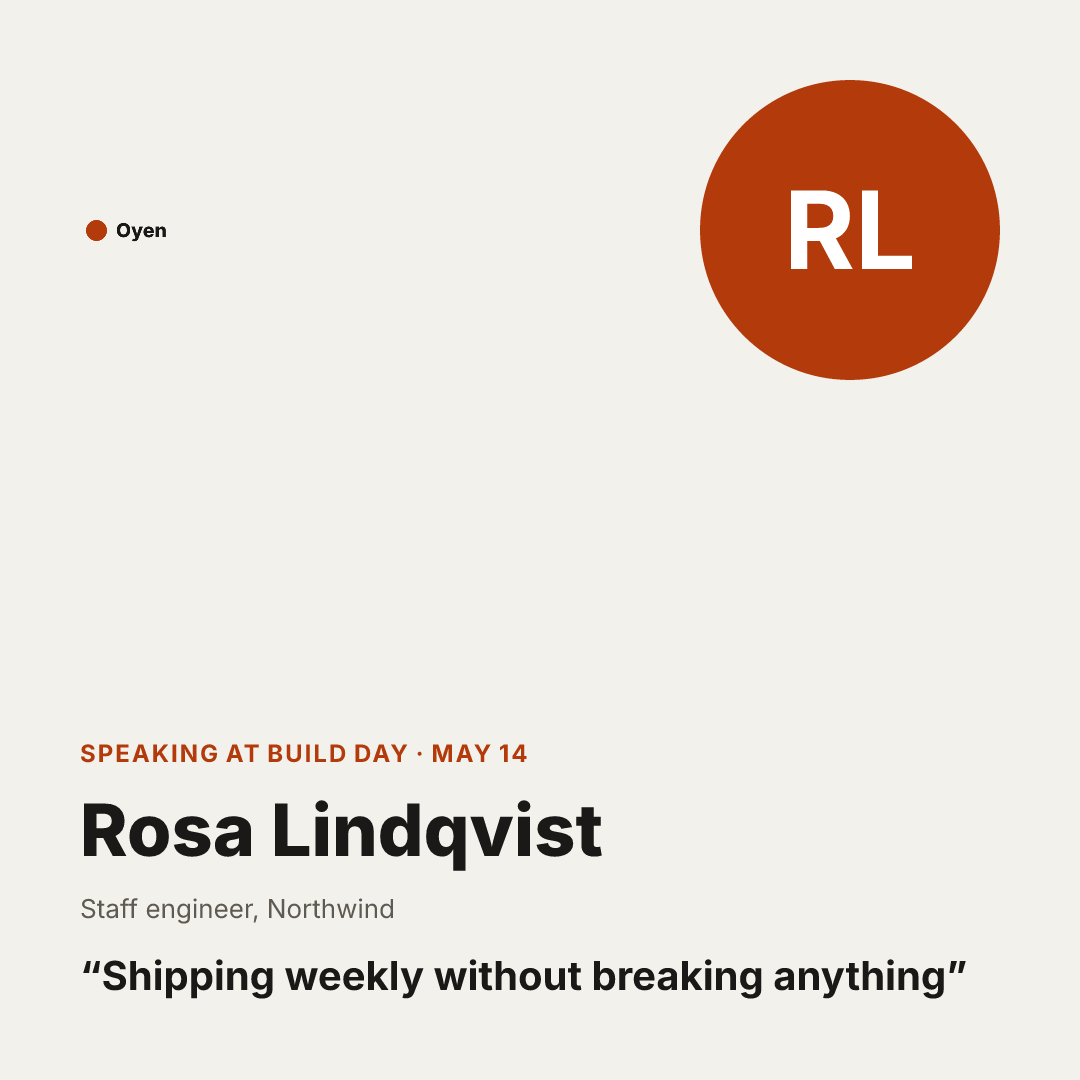 Oyen
RL
SPEAKING AT BUILD DAY · MAY 14
Rosa Lindqvist
Staff engineer, Northwind
“Shipping weekly without breaking anything”